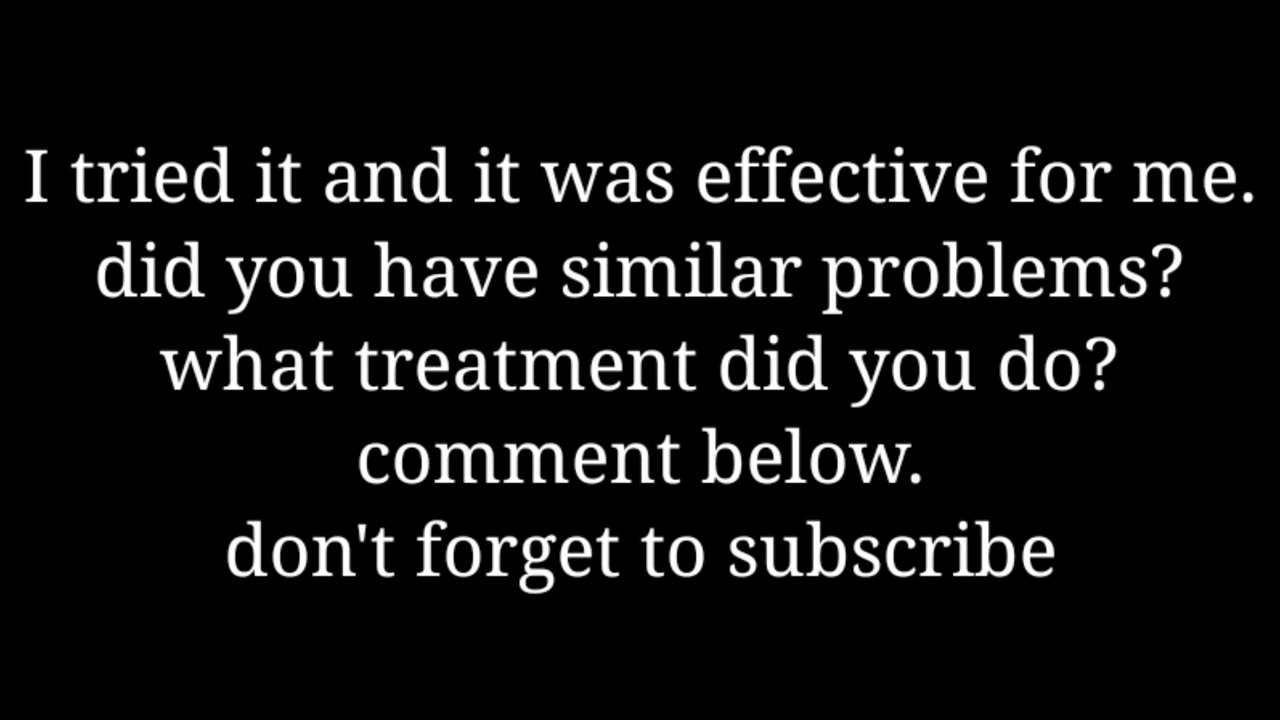 I tried it and it was effective for me.
did you have similar problems?
what treatment did you do?
comment below.
don't forget to subscribe